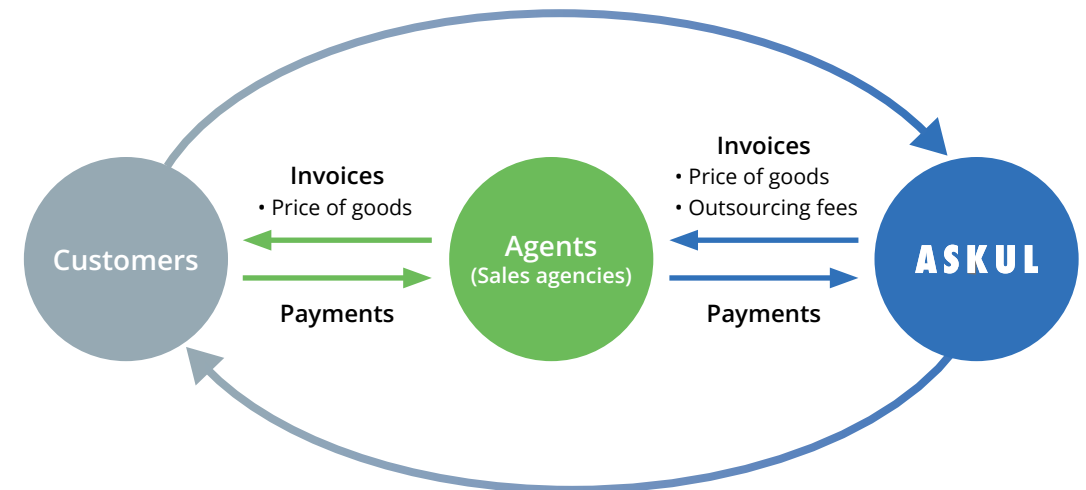 Customers
Invoices
• Price of goods
Payments
Agents
(Sales agencies)
Invoices
• Price of goods
• Outsourcing fees
Payments
ASKUL